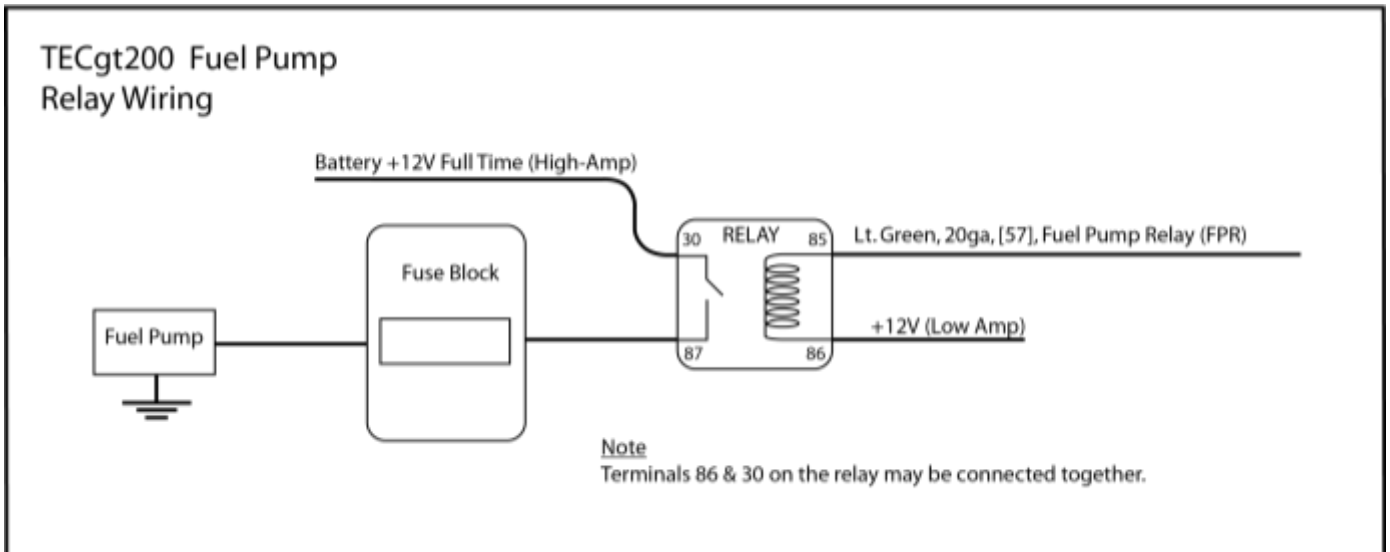 TECgt200 Fuel Pump
Relay Wiring
Battery +12V Full Time (High-Amp)
30 RELAY 85
Lt. Green, 20ga, [57], Fuel Pump Relay (FPR)
Fuse Block
Fuel Pump
+12V (Low Amp)
87 86
Note
Terminals 86 & 30 on the relay may be connected together.